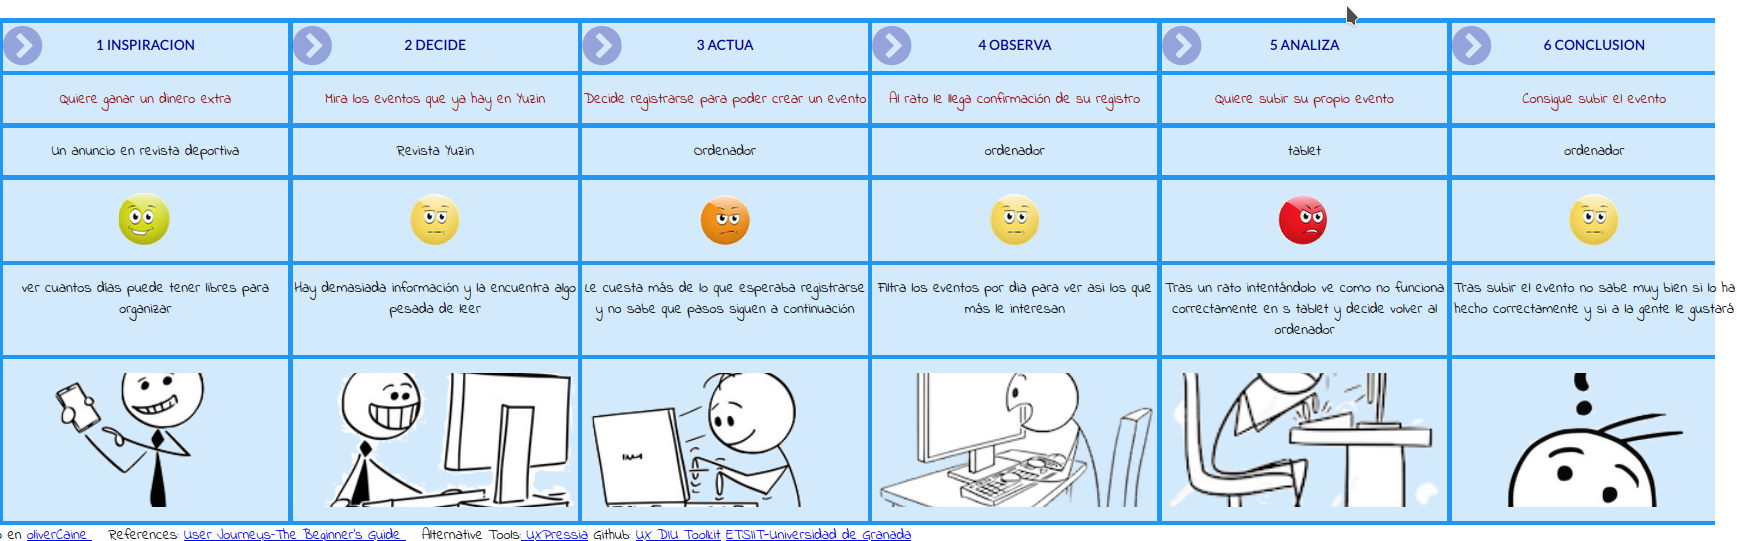 1 INSPIRACION
2 DECIDE
3 ACTUA
4 OBSERVA
5 ANALIZA
6 CONCLUSION
Quiere ganar un dinero extra
Mira los eventos que ya hay en Yuzin
Decide registrarse para poder crear un evento
Al rato le llega confirmación de su registro
Quiere subir su propio evento
Consigue subir el evento
Un anuncio en revista deportiva
Revista Yuzin
Ordenador
ordenador
tablet
ordenador
ver cuantos días puede tener libres para
organizar
Hay demasiada información y la encuentra algo
pesada de leer
Le cuesta más de lo que esperaba registrarse
y no sabe que pasos siguen a continuación
Filtra los eventos por dia para ver asi los que
más le interesan
Tras un rato intentándolo ve como no funciona
correctamente en s tablet y decide volver al
ordenador
Tras subir el evento no sabe muy bien si lo ha
hecho correctamente y si a la gente le gustará
en oliverCaine References: User Journeys-The Beginner's Guide Alternative Tools: UXPressia Github: UX DIU Toolkit ETSIIT-Universidad de Granada